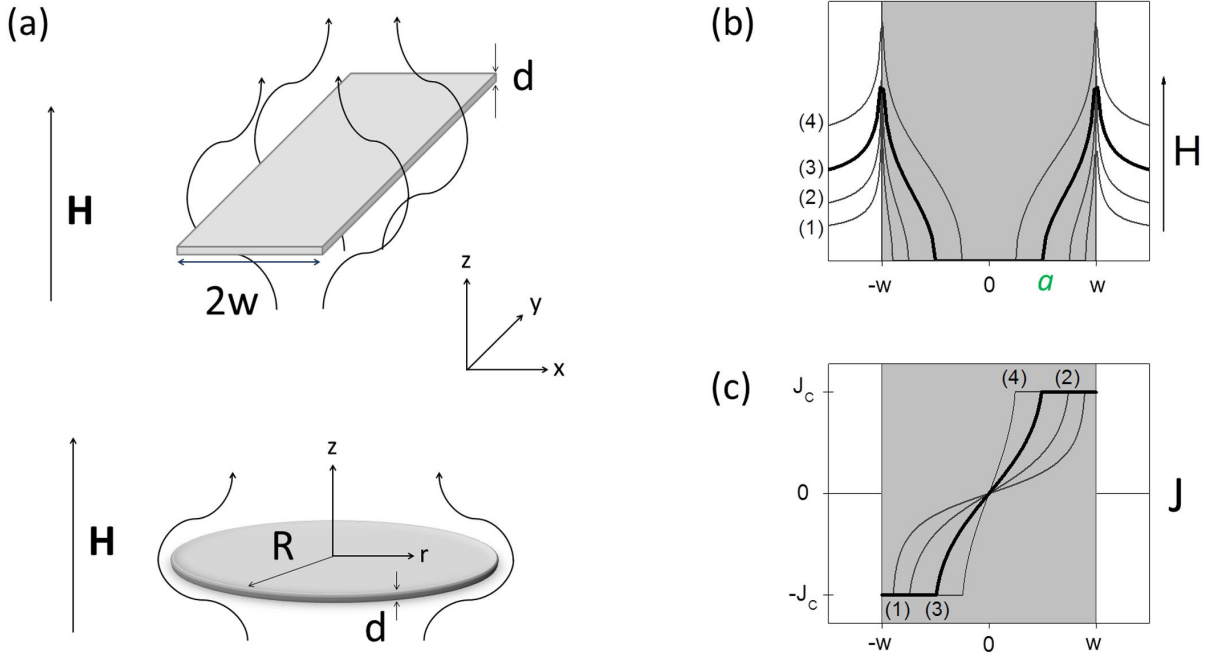 (a)
H
d
2w
z
y
x
H
z
R
r
d
(b)
(4)
(3)
(2)
(1)
H
-w 0 a w
(c)
J_C
(4) (2)
0
J
-J_C
(1) (3)
-w 0 w